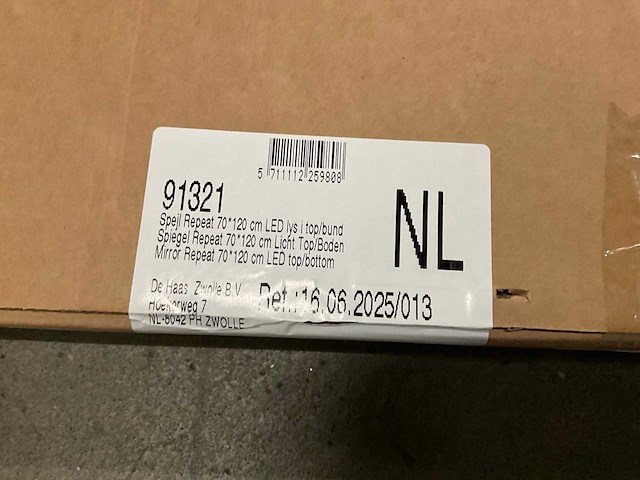 5 711112 259808
91321
NL
Spejl Repeat 70*120 cm LED lys i top/bund
Spiegel Repeat 70*120 cm Licht Top/Boden
Mirror Repeat 70*120 cm LED top/bottom
De Haas Zwolle B.V.
Ref.:16.06.2025/013
Hoekerweg 7
NL-8042 PH ZWOLLE